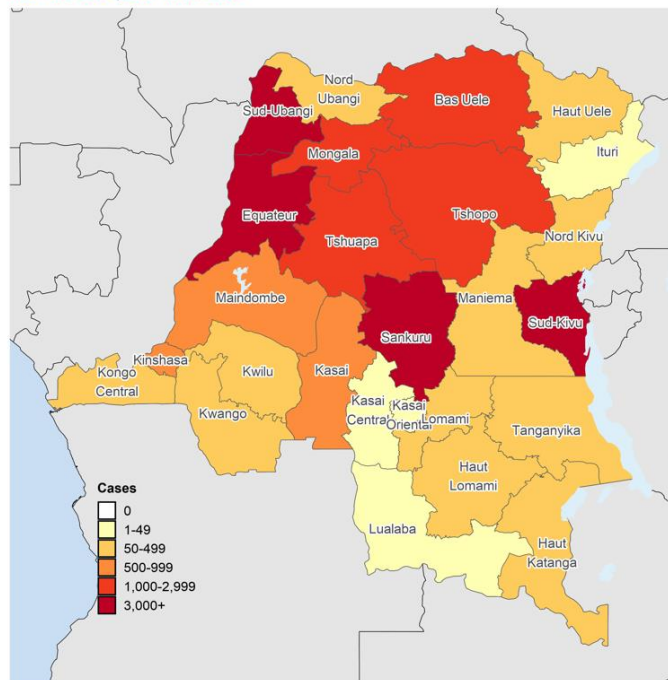 Nord
Ubangi
Sud-Ubangi
Bas Uele
Haut Uele
Ituri
Mongala
Equateur
Tshuapa
Tshopo
Nord Kivu
Maindombe
Maniema
Sankuru
Sud-Kivu
Kinshasa
Kongo
Central
Kwilu
Kasai
Kwango
Kasai
Central
Kasai
Oriental
Lomami
Tanganyika
Haut
Lomami
Lualaba
Haut
Katanga
Cases
0
1-49
50-499
500-999
1,000-2,999
3,000+